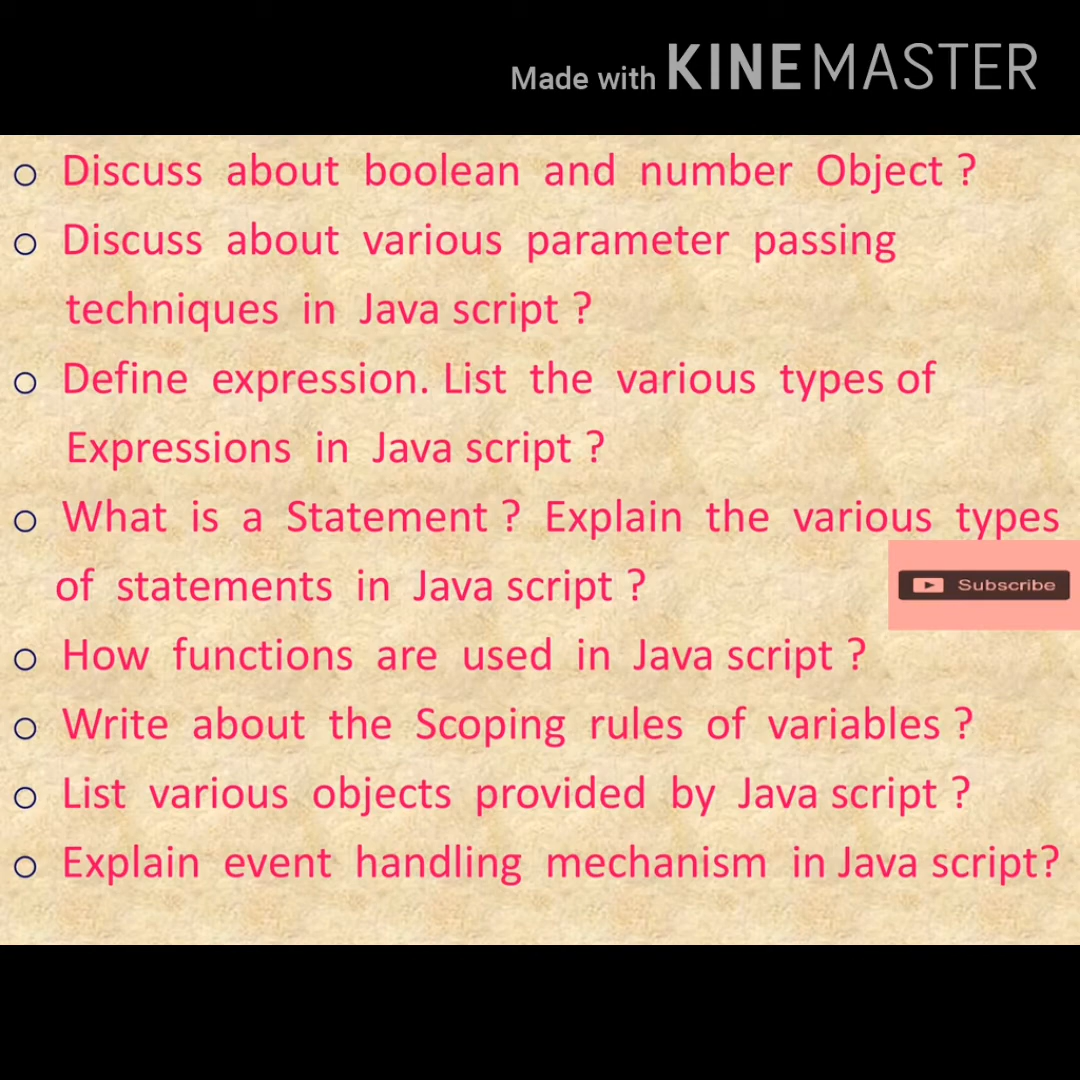 Made with KINEMASTER
o Discuss about boolean and number Object ?
o Discuss about various parameter passing
techniques in Java script ?
o Define expression. List the various types of
Expressions in Java script ?
o What is a Statement ? Explain the various types
of statements in Java script ?
Subscribe
o How functions are used in Java script ?
o Write about the Scoping rules of variables ?
o List various objects provided by Java script ?
o Explain event handling mechanism in Java script?